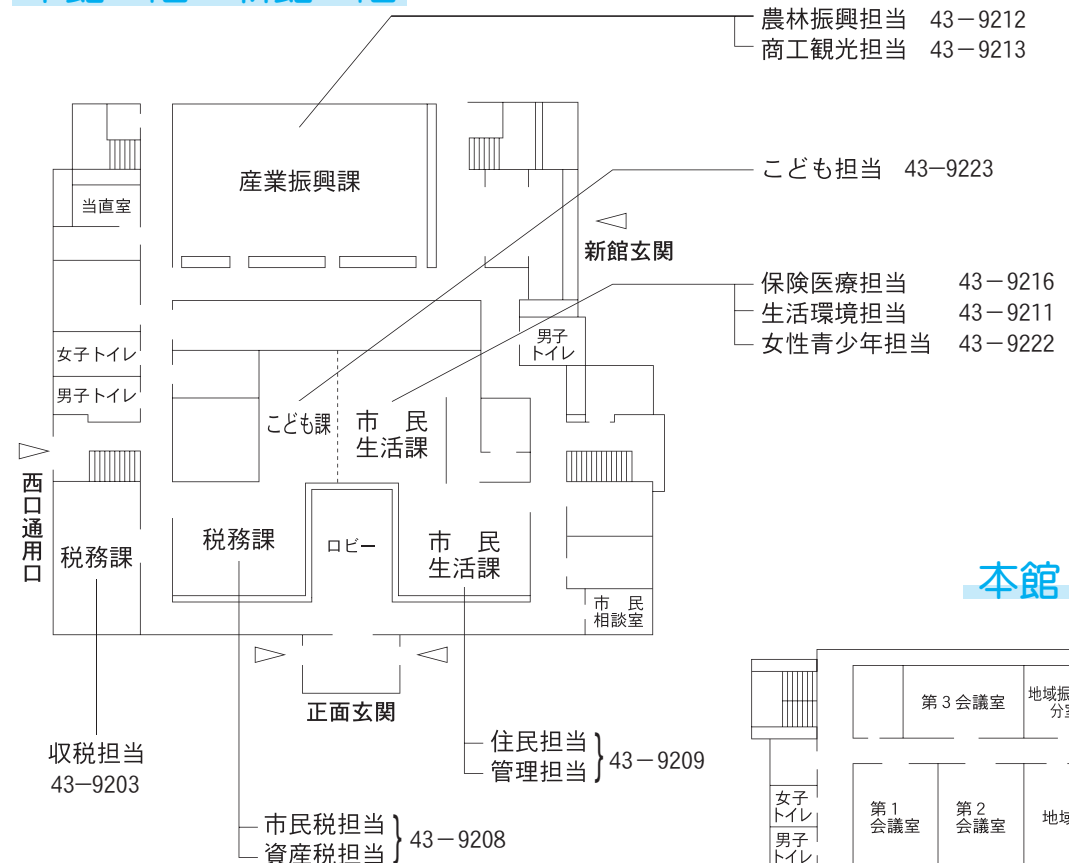 農林振興担当 43−9212
商工観光担当 43−9213
産業振興課
こども担当 43−9223
当直室
新館玄関
保険医療担当 43−9216
生活環境担当 43−9211
女性青少年担当 43−9222
男子
トイレ
女子トイレ
男子トイレ
こども課
市 民
生活課
西口通用口
税務課
税務課
ロビー
市 民
生活課
市 民
相談室
正面玄関
収税担当
43−9203
住民担当
管理担当
43−9209
市民税担当
資産税担当
43−9208
本館
第3会議室
地域振
分室
女子
トイレ
男子
トイレ
第1
会議室
第2
会議室
地域